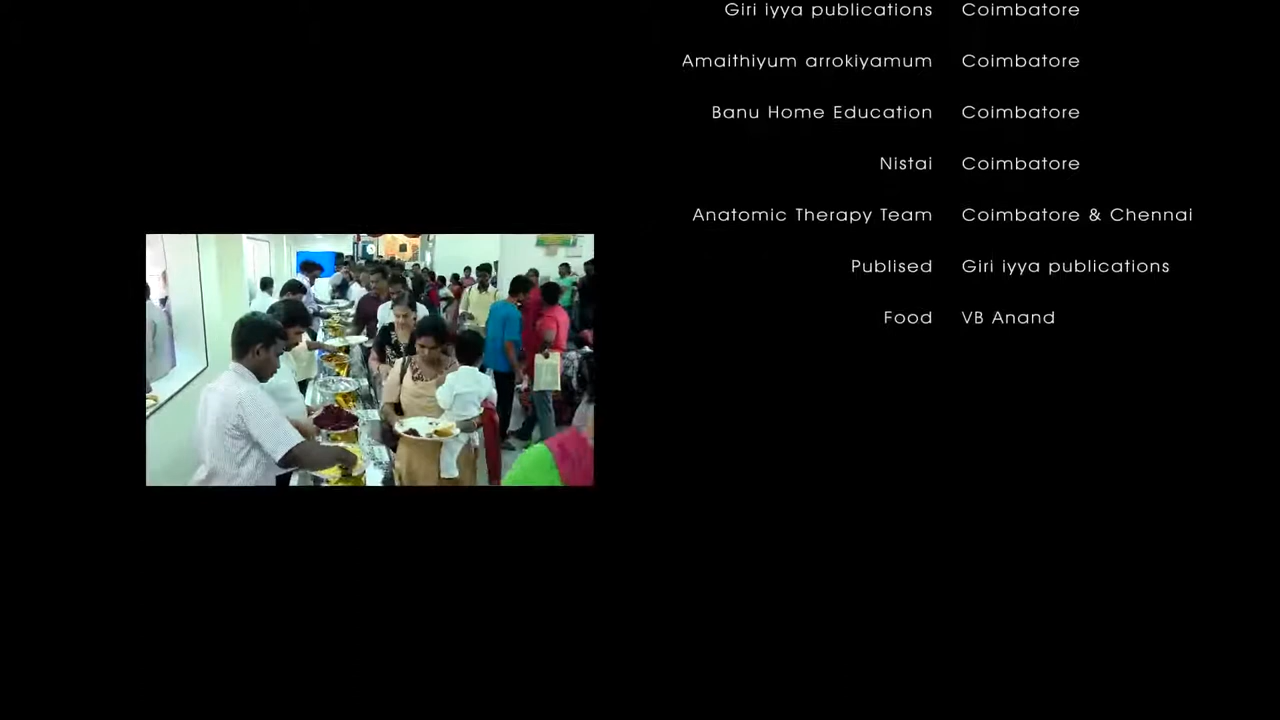 Giri iyya publications Coimbatore
Amaithiyum arrokiyamum Coimbatore
Banu Home Education Coimbatore
Nistai Coimbatore
Anatomic Therapy Team Coimbatore & Chennai
Publised Giri iyya publications
Food VB Anand